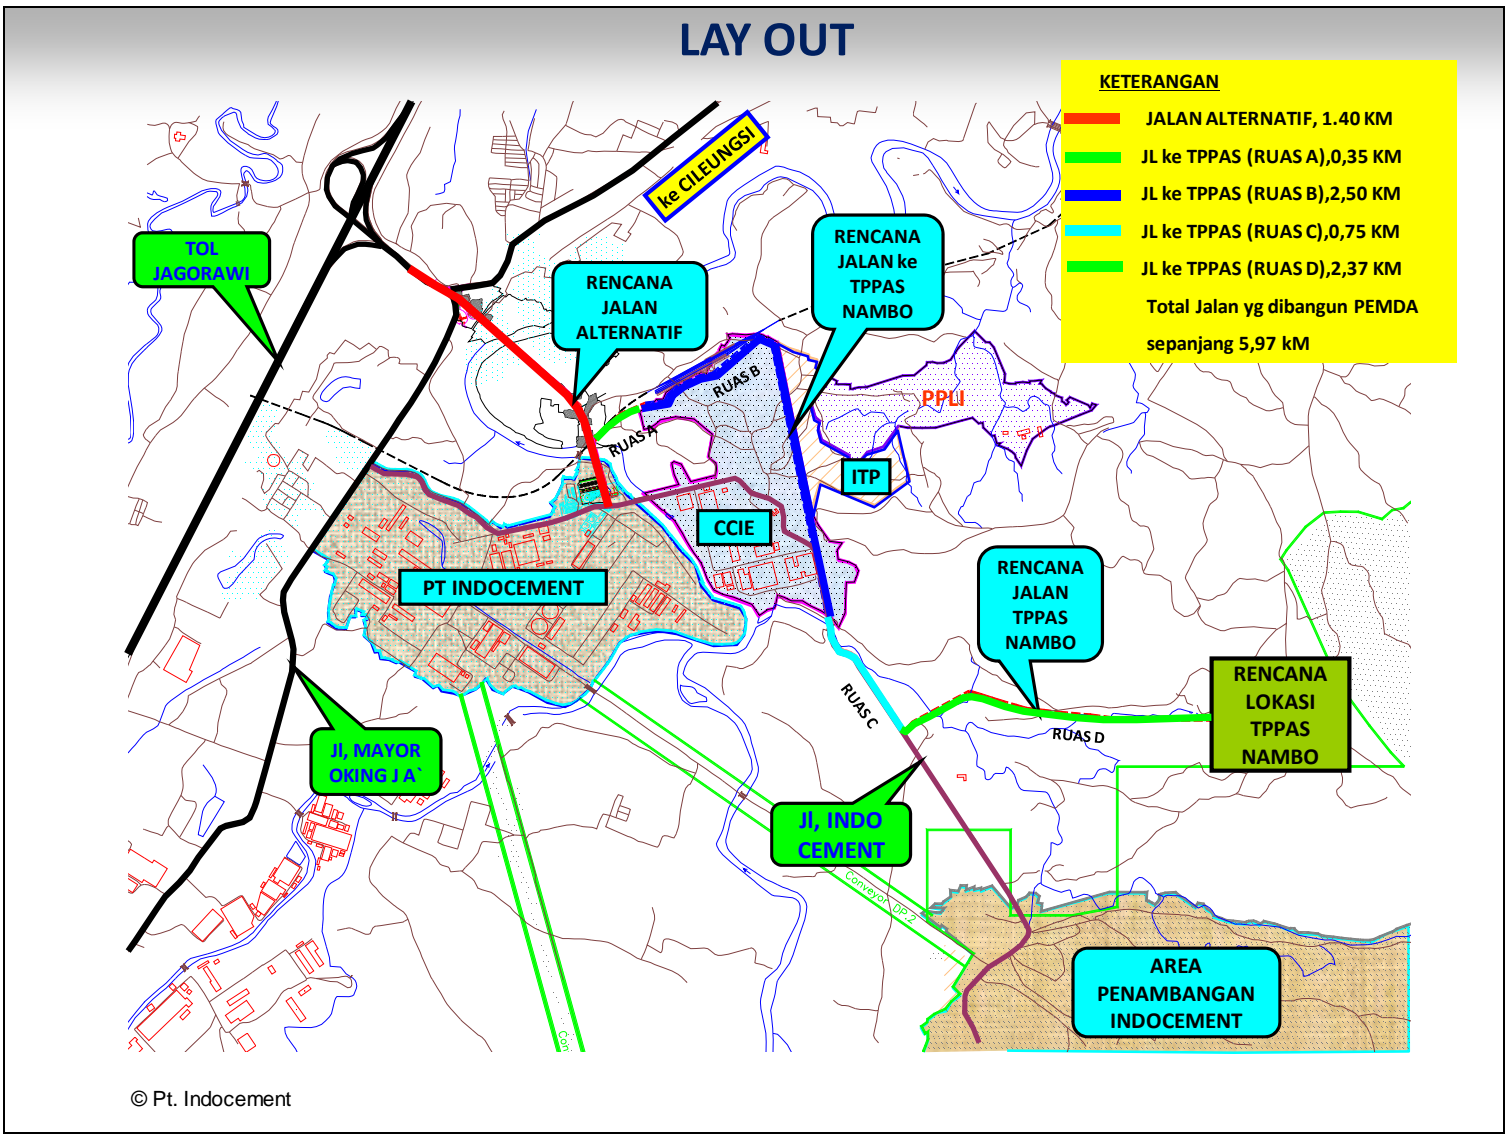 LAY OUT
KETERANGAN
JALAN ALTERNATIF, 1.40 KM
JL ke TPPAS (RUAS A),0,35 KM
JL ke TPPAS (RUAS B),2,50 KM
JL ke TPPAS (RUAS C),0,75 KM
JL ke TPPAS (RUAS D),2,37 KM
Total Jalan yg dibangun PEMDA
sepanjang 5,97 kM
ke CILEUNGSI
TOL
JAGORAWI
RENCANA
JALAN
ALTERNATIF
RENCANA
JALAN ke
TPPAS
NAMBO
RUAS B
RUAS A
PPLI
ITP
CCIE
PT INDOCEMENT
RENCANA
JALAN
TPPAS
NAMBO
RUAS C
RUAS D
RENCANA
LOKASI
TPPAS
NAMBO
Jl, MAYOR
OKING J A`
Jl, INDO
CEMENT
Conveyor DP.2
Con
AREA
PENAMBANGAN
INDOCEMENT
© Pt. Indocement